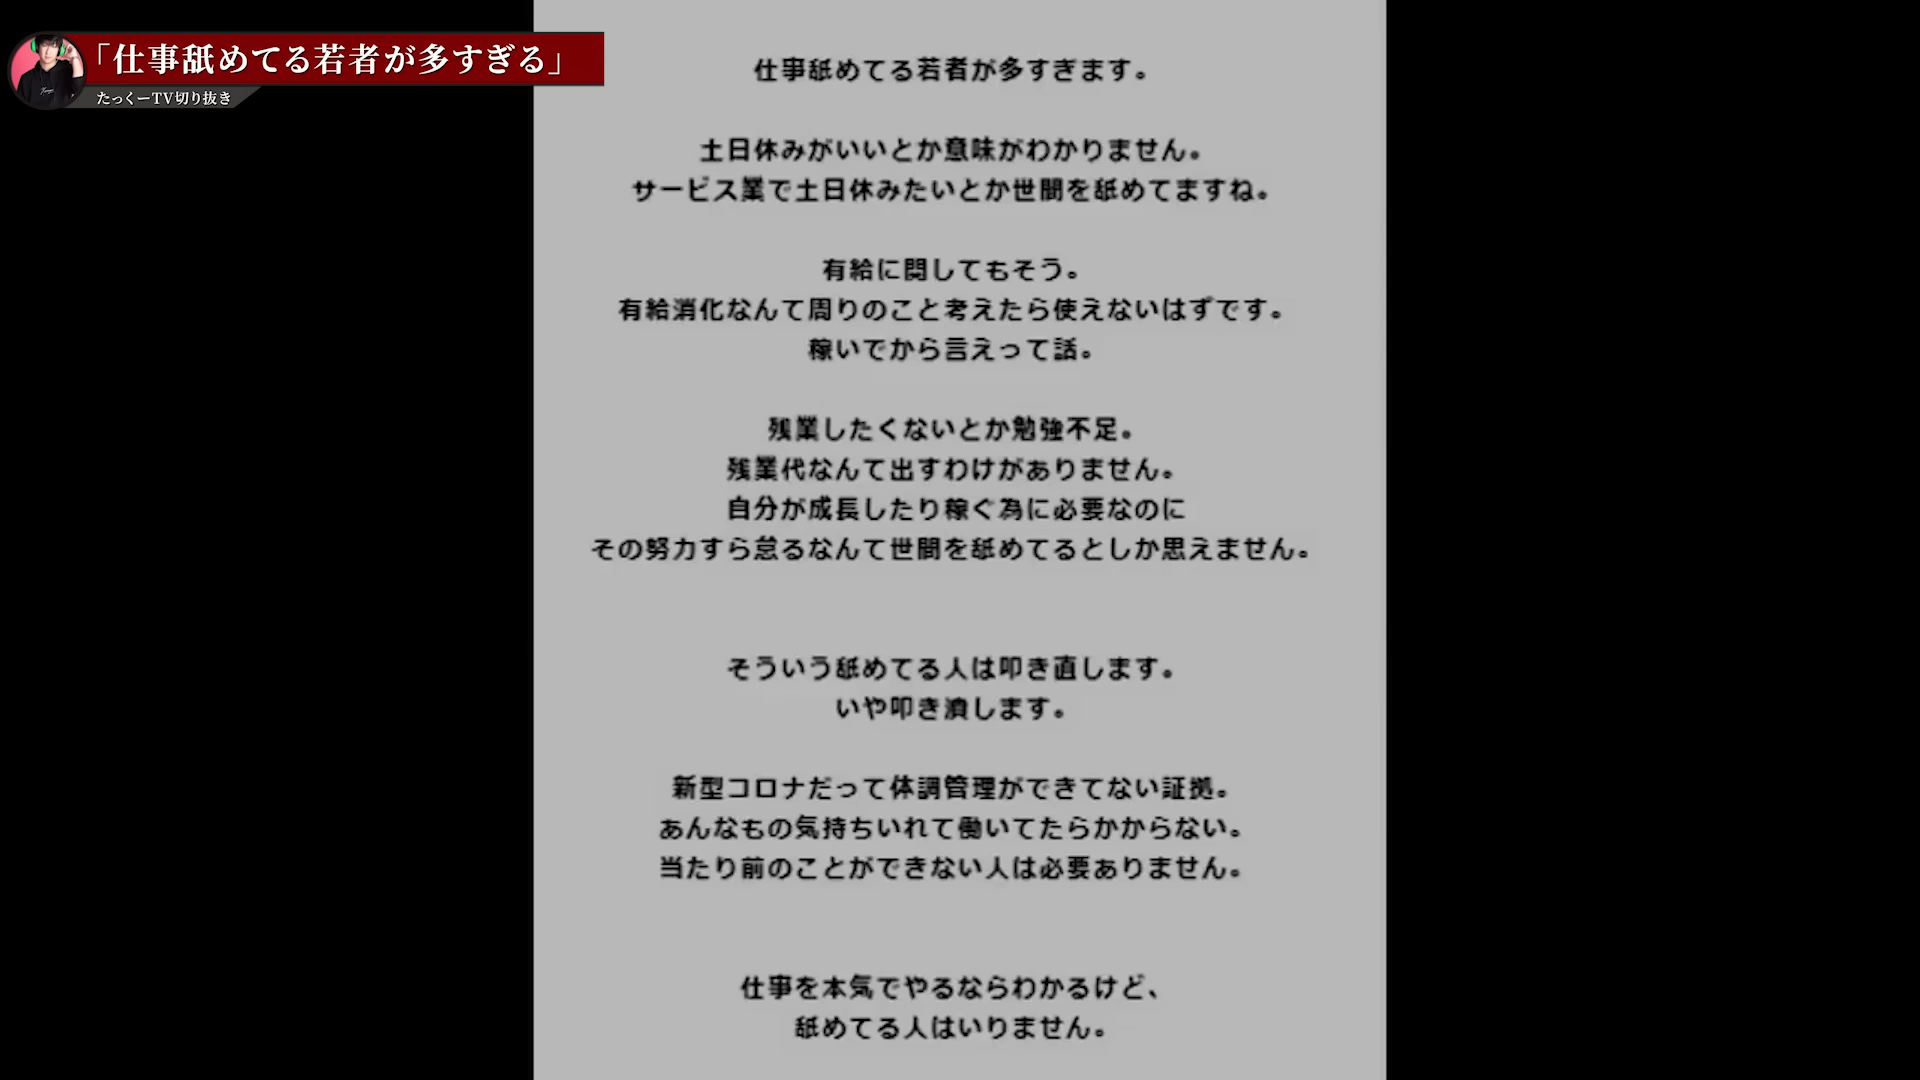 「仕事舐めてる若者が多すぎる」
たっくーTV切り抜き
仕事舐めてる若者が多すぎます。
土日休みがいいとか意味がわかりません。
サービス業で土日休みたいとか世間を舐めてますね。
有給に関してもそう。
有給消化なんて周りのこと考えたら使えないはずです。
稼いでから言えって話。
残業したくないとか勉強不足。
残業代なんて出すわけがありません。
自分が成長したり稼ぐ為に必要なのに
その努力すら怠るなんて世間を舐めてるとしか思えません。
そういう舐めてる人は叩き直します。
いや叩き潰します。
新型コロナだって体調管理ができてない証拠。
あんなもの気持ちいれて働いてたらかからない。
当たり前のことができない人は必要ありません。
仕事を本気でやるならわかるけど、
舐めてる人はいりません。